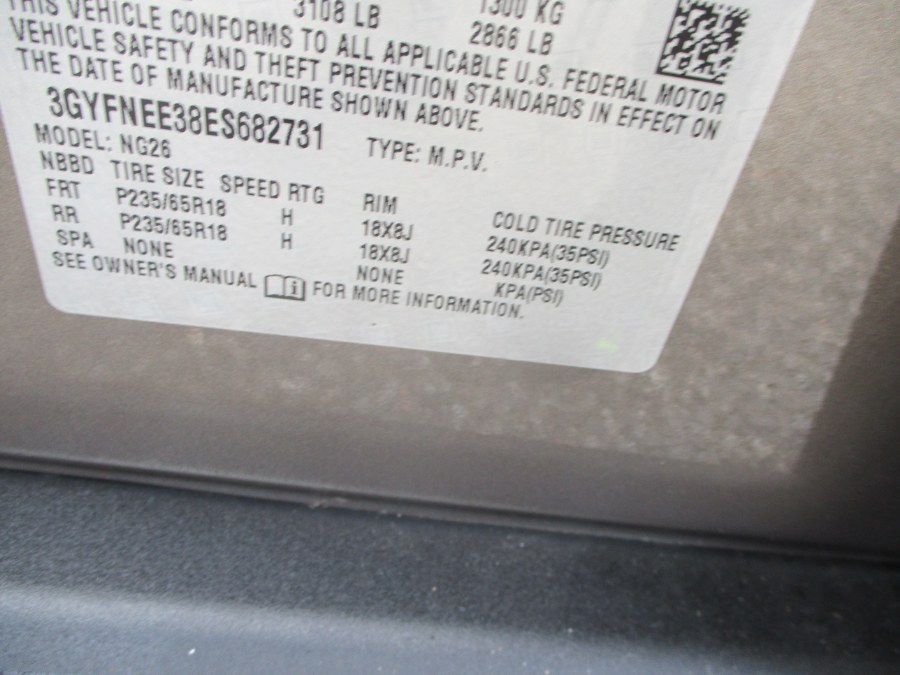 3108 LB 1300 KG
2866 LB
THIS VEHICLE CONFORMS TO ALL APPLICABLE U.S. FEDERAL MOTOR
VEHICLE SAFETY AND THEFT PREVENTION STANDARDS IN EFFECT ON
THE DATE OF MANUFACTURE SHOWN ABOVE.
3GYFNEE38ES682731 TYPE: M.P.V.
MODEL: NG26
NBBD TIRE SIZE SPEED RTG RIM COLD TIRE PRESSURE
FRT P235/65R18 H 18X8J 240KPA(35PSI)
RR P235/65R18 H 18X8J 240KPA(35PSI)
SPA NONE NONE KPA(PSI)
SEE OWNER'S MANUAL FOR MORE INFORMATION.